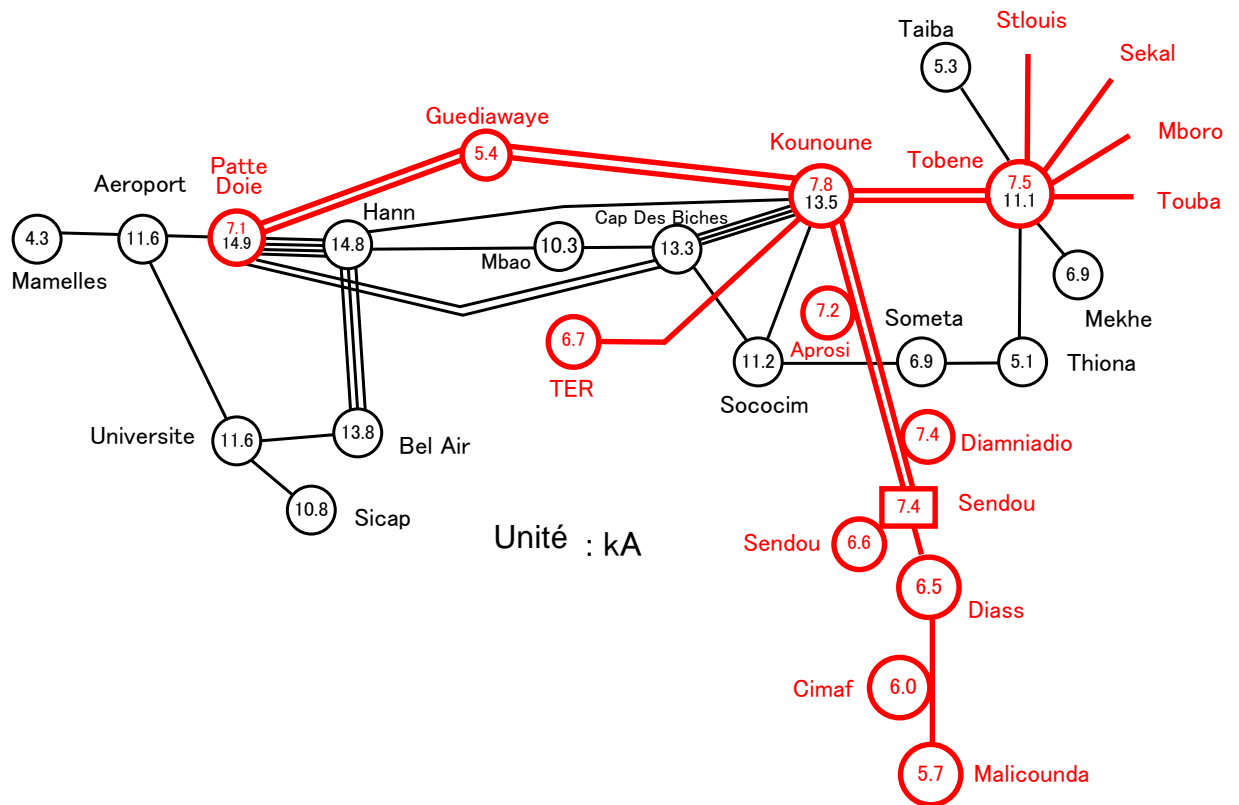 Stlouis
Taiba
Sekal
5.3
Guediawaye
Mboro
5.4
Kounoune
Tobene
Patte
Doie
Aeroport
7.8
13.5
7.5
11.1
Touba
Hann
Cap Des Biches
4.3
11.6
7.1
14.9
14.8
10.3
13.3
Mbao
Mamelles
6.9
Mekhe
7.2
Someta
6.7
Aprosi
11.2
6.9
5.1
Thiona
TER
Sococim
Universite
11.6
13.8
Bel Air
7.4
Diamniadio
10.8
Sicap
7.4
Sendou
Unité : kA
Sendou
6.6
6.5
Diass
Cimaf
6.0
5.7
Malicounda